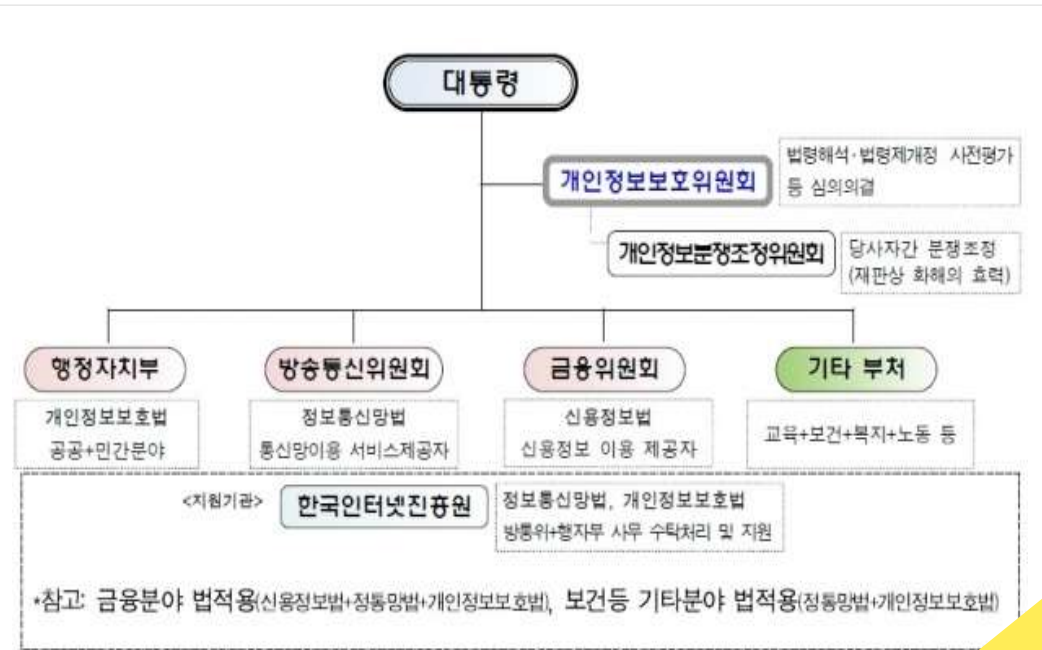 대통령
개인정보보호위원회
법령해석·법령제개정 사전평가
등 심의의결
개인정보분쟁조정위원회
당사자간 분쟁조정
(재판상 화해의 효력)
행정자치부
방송통신위원회
금융위원회
기타 부처
개인정보보호법
공공+민간분야
정보통신망법
통신망이용 서비스제공자
신용정보법
신용정보 이용 제공자
교육+보건+복지+노동 등
<지원기관>
한국인터넷진흥원
정보통신망법, 개인정보보호법
방통위+행자부 사무 수탁처리 및 지원
*참고: 금융분야 법적용(신용정보법+정통망법+개인정보보호법), 보건등 기타분야 법적용(정통망법+개인정보보호법)